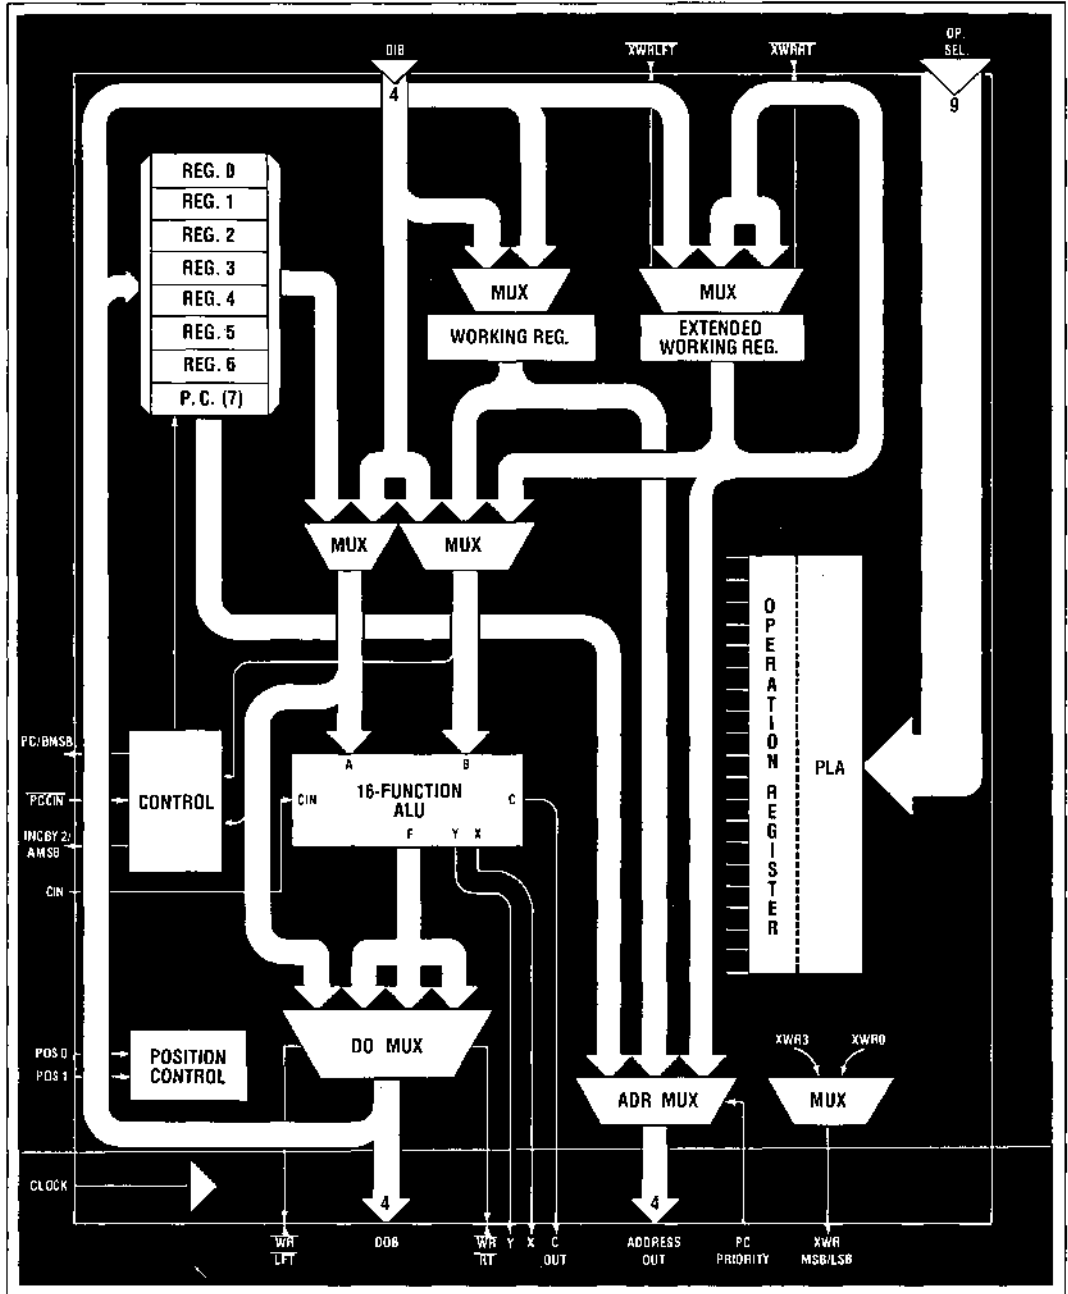 DIB
XWRLFT
XWRRT
OP.
SEL.
4
9
REG. 0
REG. 1
REG. 2
REG. 3
REG. 4
REG. 5
REG. 6
P.C. (7)
MUX
MUX
WORKING REG.
EXTENDED
WORKING REG.
MUX
MUX
OPERATION REGISTER
PLA
PC/BMSB
PCCIN
INCBY 2/
AMSB
CIN
CONTROL
A
B
CIN
16-FUNCTION
ALU
C
F
Y
X
DO MUX
POS 0
POS 1
POSITION
CONTROL
XWR3
XWR0
ADR MUX
MUX
CLOCK
4
4
WR
LFT
DOB
WR
RT
Y
X
C
OUT
ADDRESS
OUT
PC
PRIORITY
XWR
MSB/LSB